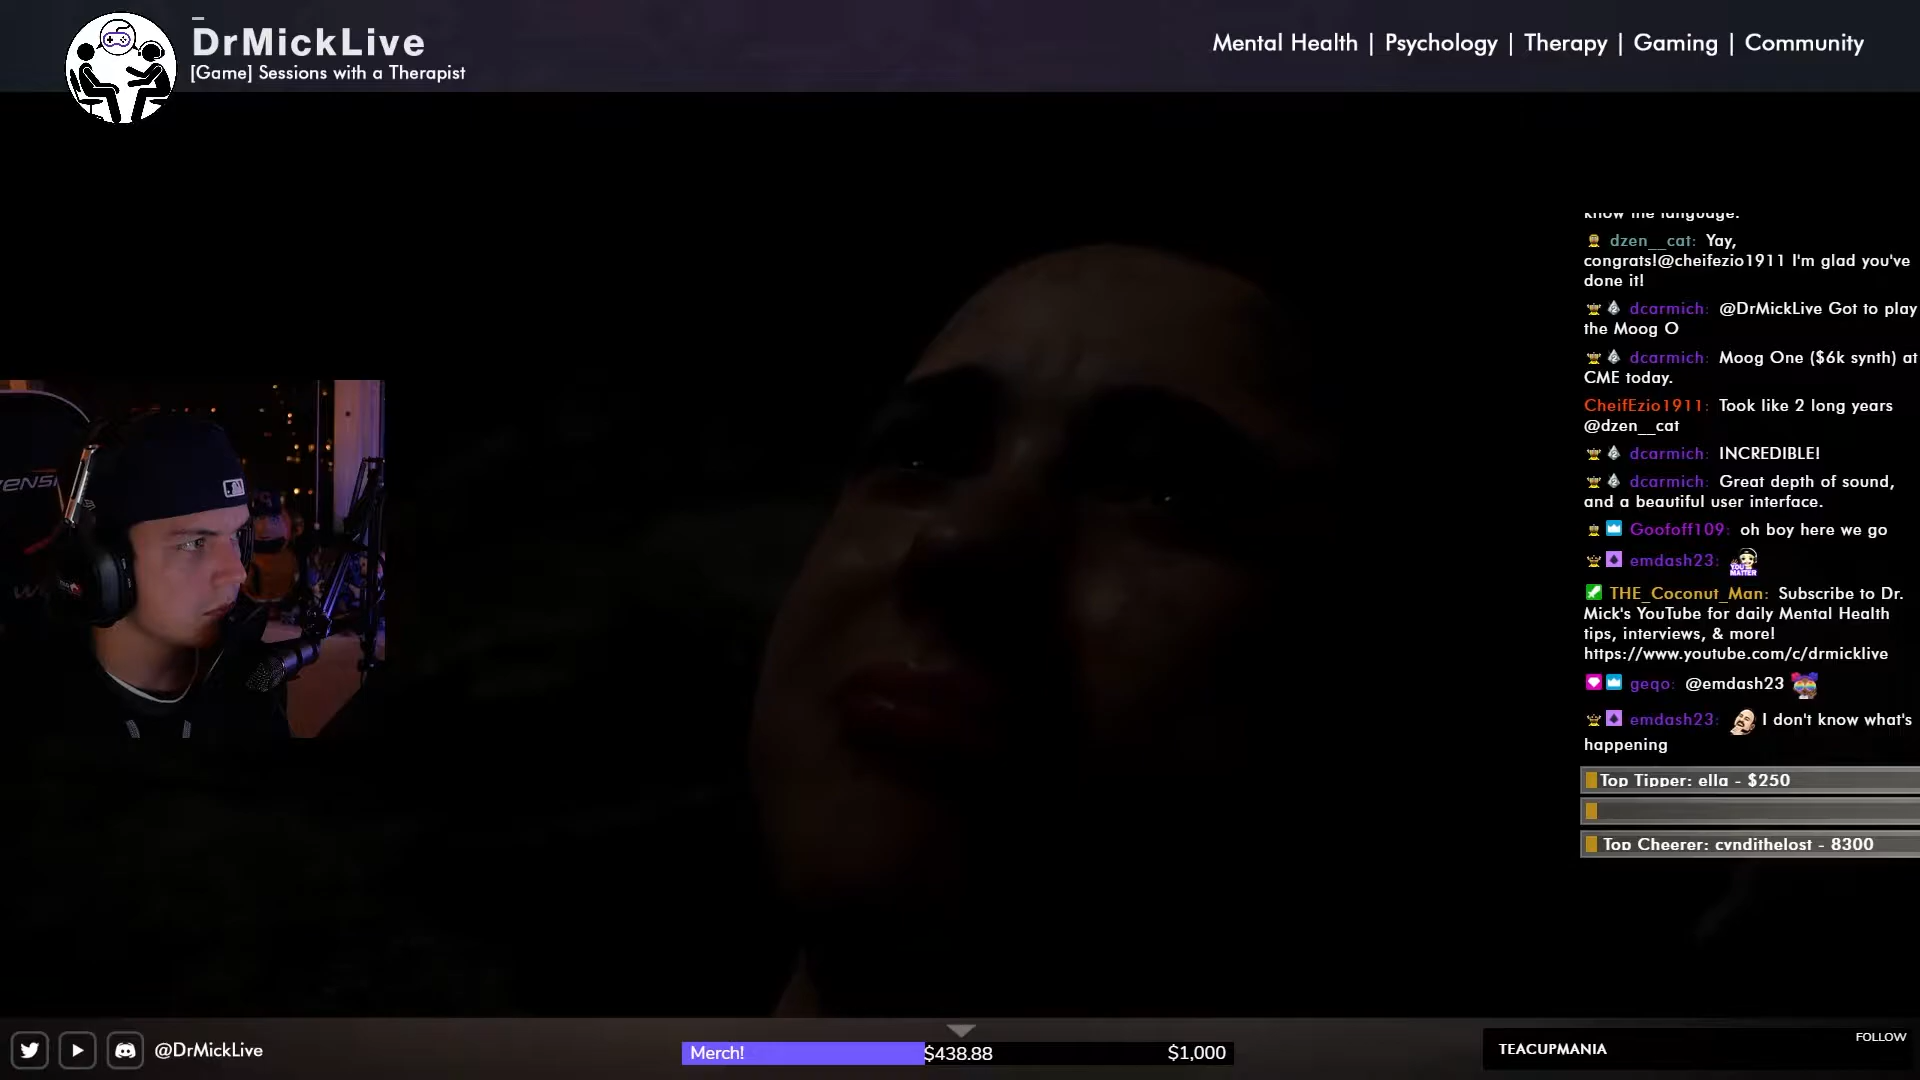 DrMickLive
[Game] Sessions with a Therapist
Mental Health | Psychology | Therapy | Gaming | Community
know the language.
dzen__cat: Yay,
congrats!@cheifezio1911 I'm glad you've
done it!
dcarmich: @DrMickLive Got to play
the Moog O
dcarmich: Moog One ($6k synth) at
CME today.
CheifEzio1911: Took like 2 long years
@dzen__cat
dcarmich: INCREDIBLE!
dcarmich: Great depth of sound,
and a beautiful user interface.
Goofoff109: oh boy here we go
emdash23: YOU MATTER
THE_Coconut_Man: Subscribe to Dr.
Mick's YouTube for daily Mental Health
tips, interviews, & more!
https://www.youtube.com/c/drmicklive
geqo: @emdash23
emdash23: I don't know what's
happening
Top Tipper: ella - $250
Top Cheerer: cyndithelost - 8300
@DrMickLive
Merch! $438.88 $1,000
FOLLOW
TEACUPMANIA